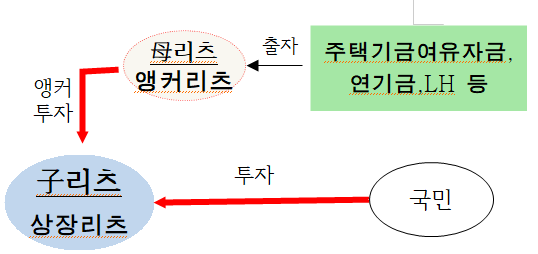 母리츠
앵커리츠
출자
주택기금여유자금,
연기금,LH 등
앵커
투자
子리츠
상장리츠
투자
국민